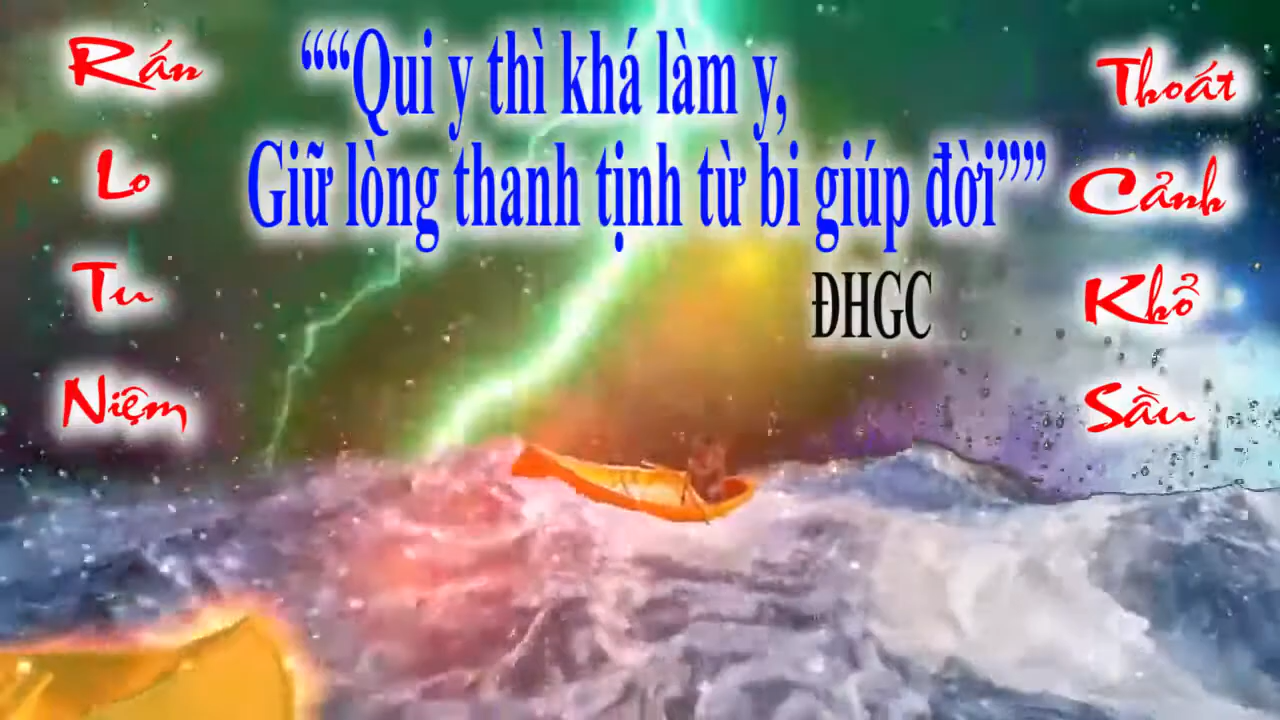 Rấn
Lo
Tu
Niệm
““Qui y thì khá làm y,
Giữ lòng thanh tịnh từ bi giúp đời””
ĐHGC
Thoát
Cảnh
Khổ
Sầu